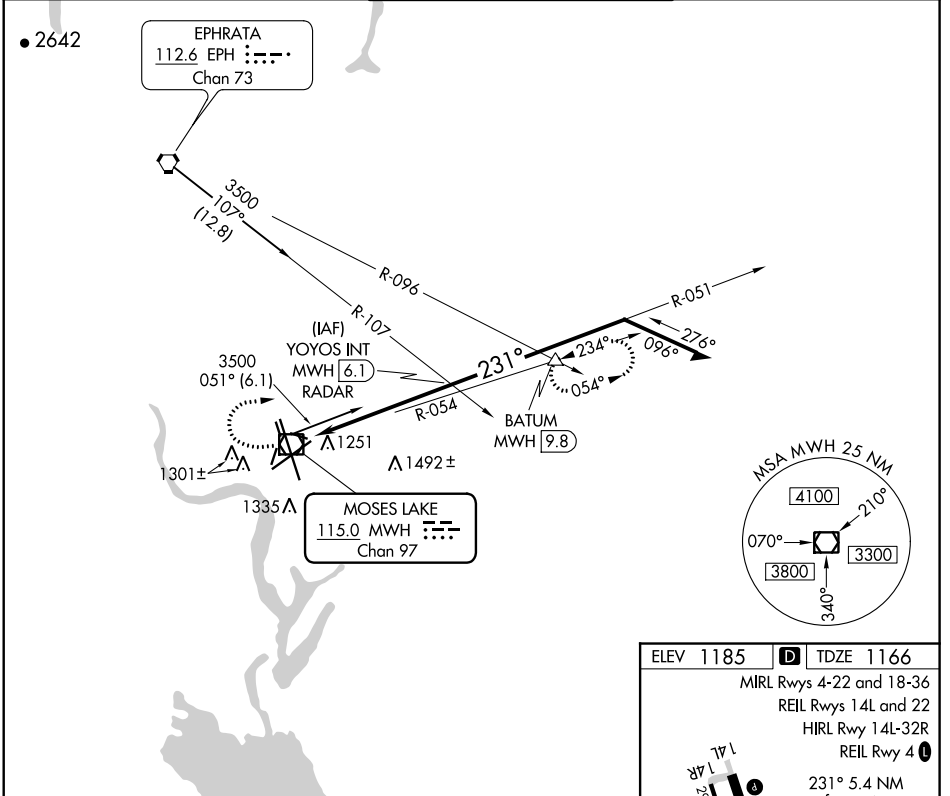 2642
EPHRATA
112.6 EPH
Chan 73
3500
107°
(12.8)
R-096
R-107
R-051
276°
096°
(IAF)
YOYOS INT
MWH 6.1
RADAR
231°
234°
054°
3500
051° (6.1)
R-054
BATUM
MWH 9.8
1251
1492±
1301±
1335
MOSES LAKE
115.0 MWH
Chan 97
MSA MWH 25 NM
4100
210°
070°
3300
3800
340°
ELEV 1185 D TDZE 1166
MIRL Rwys 4-22 and 18-36
REIL Rwys 14L and 22
HIRL Rwy 14L-32R
REIL Rwy 4 L
14L
14R
P
231° 5.4 NM